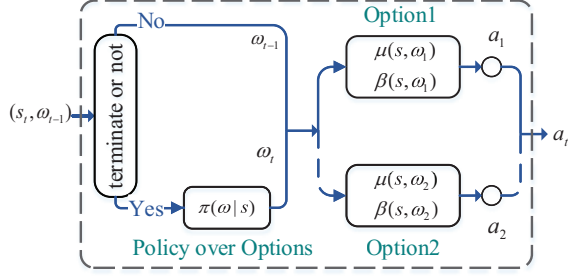 Option1
No
ω_{t-1}
μ(s,ω_1)
β(s,ω_1)
a_1
(s_t,ω_{t-1})
terminate or not
a_t
ω_t
Yes
π(ω|s)
μ(s,ω_2)
β(s,ω_2)
a_2
Policy over Options
Option2